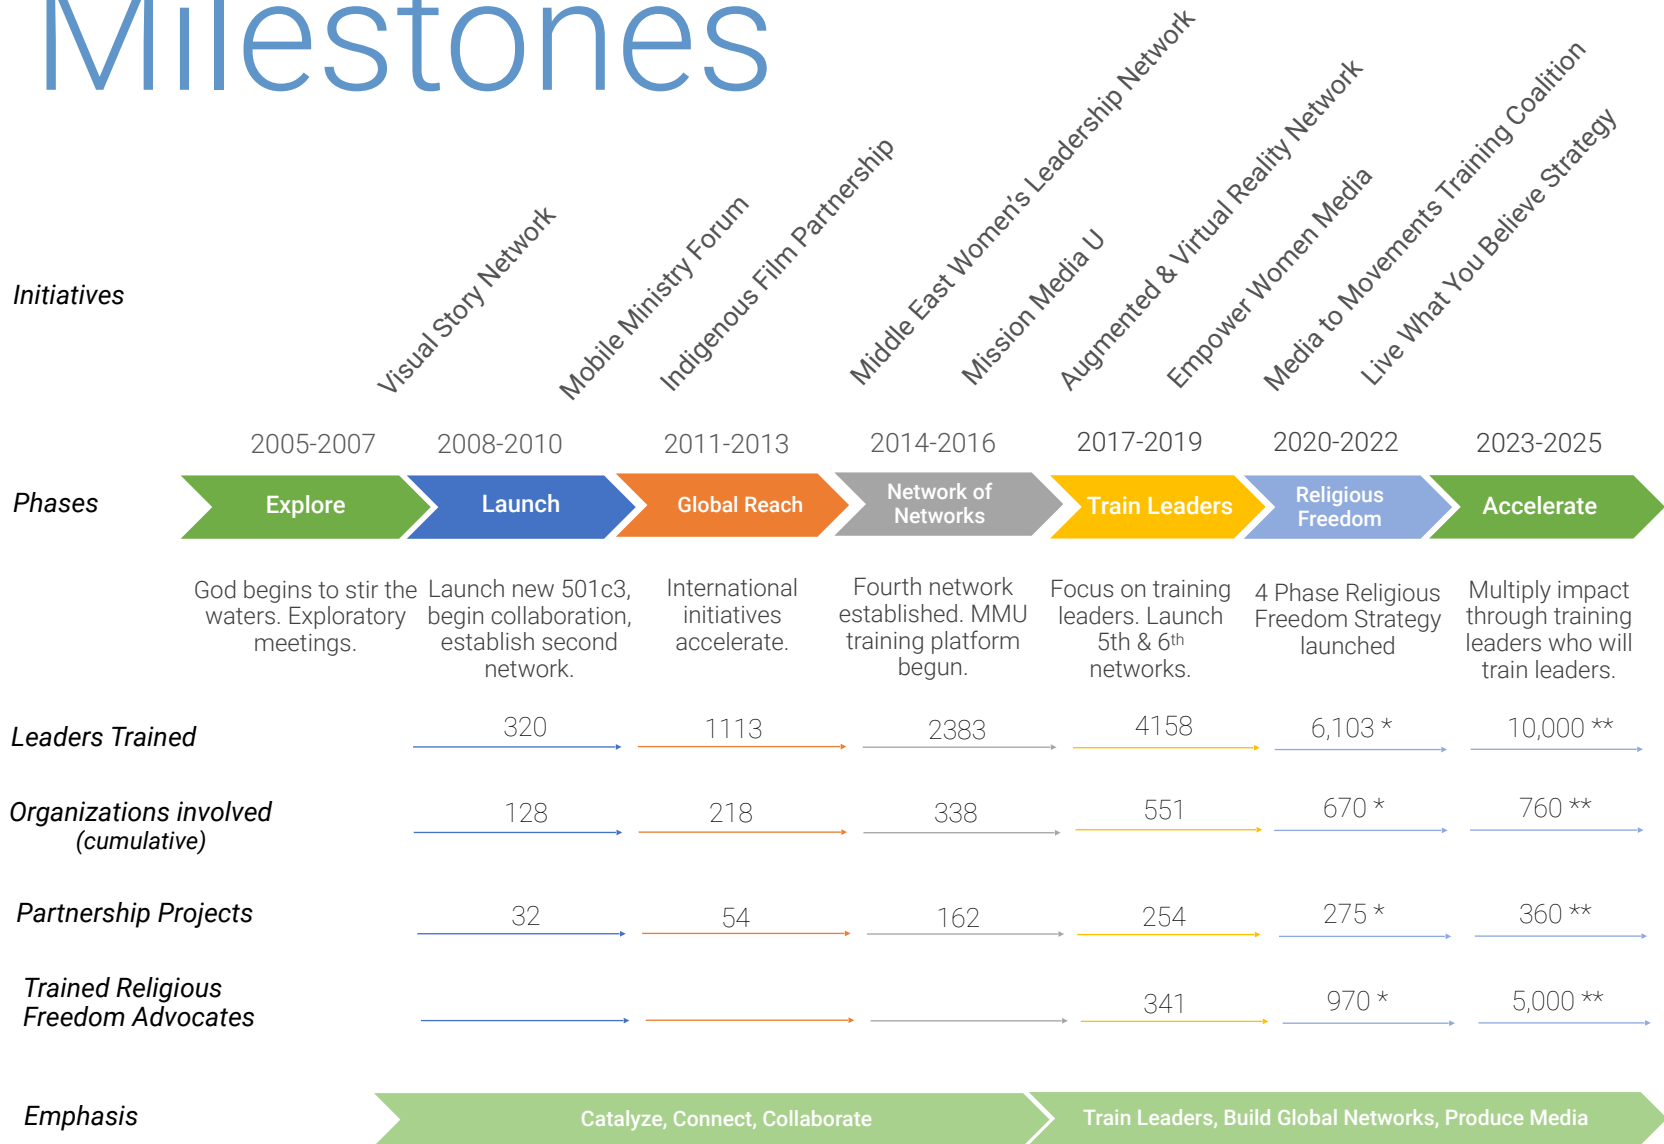 Milestones
Initiatives
Visual Story Network
Mobile Ministry Forum
Indigenous Film Partnership
Middle East Women's Leadership Network
Mission Media U
Augmented & Virtual Reality Network
Empower Women Media
Media to Movements Training Coalition
Live What You Believe Strategy
2005-2007
2008-2010
2011-2013
2014-2016
2017-2019
2020-2022
2023-2025
Phases
Explore
Launch
Global Reach
Network of
Networks
Train Leaders
Religious
Freedom
Accelerate
God begins to stir the
waters. Exploratory
meetings.
Launch new 501c3,
begin collaboration,
establish second
network.
International
initiatives
accelerate.
Fourth network
established. MMU
training platform
begun.
Focus on training
leaders. Launch
5th & 6th
networks.
4 Phase Religious
Freedom Strategy
launched
Multiply impact
through training
leaders who will
train leaders.
Leaders Trained
320
1113
2383
4158
6,103 *
10,000 **
Organizations involved
(cumulative)
128
218
338
551
670 *
760 **
Partnership Projects
32
54
162
254
275 *
360 **
Trained Religious
Freedom Advocates
341
970 *
5,000 **
Emphasis
Catalyze, Connect, Collaborate
Train Leaders, Build Global Networks, Produce Media